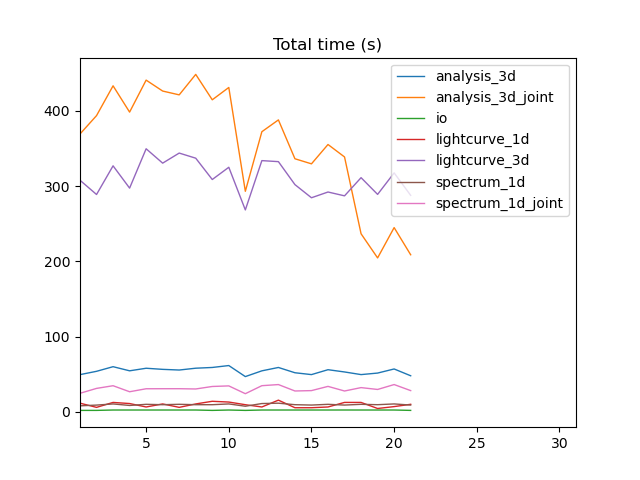 Total time (s)
analysis_3d
analysis_3d_joint
io
lightcurve_1d
lightcurve_3d
spectrum_1d
spectrum_1d_joint
400
300
200
100
0
5 10 15 20 25 30